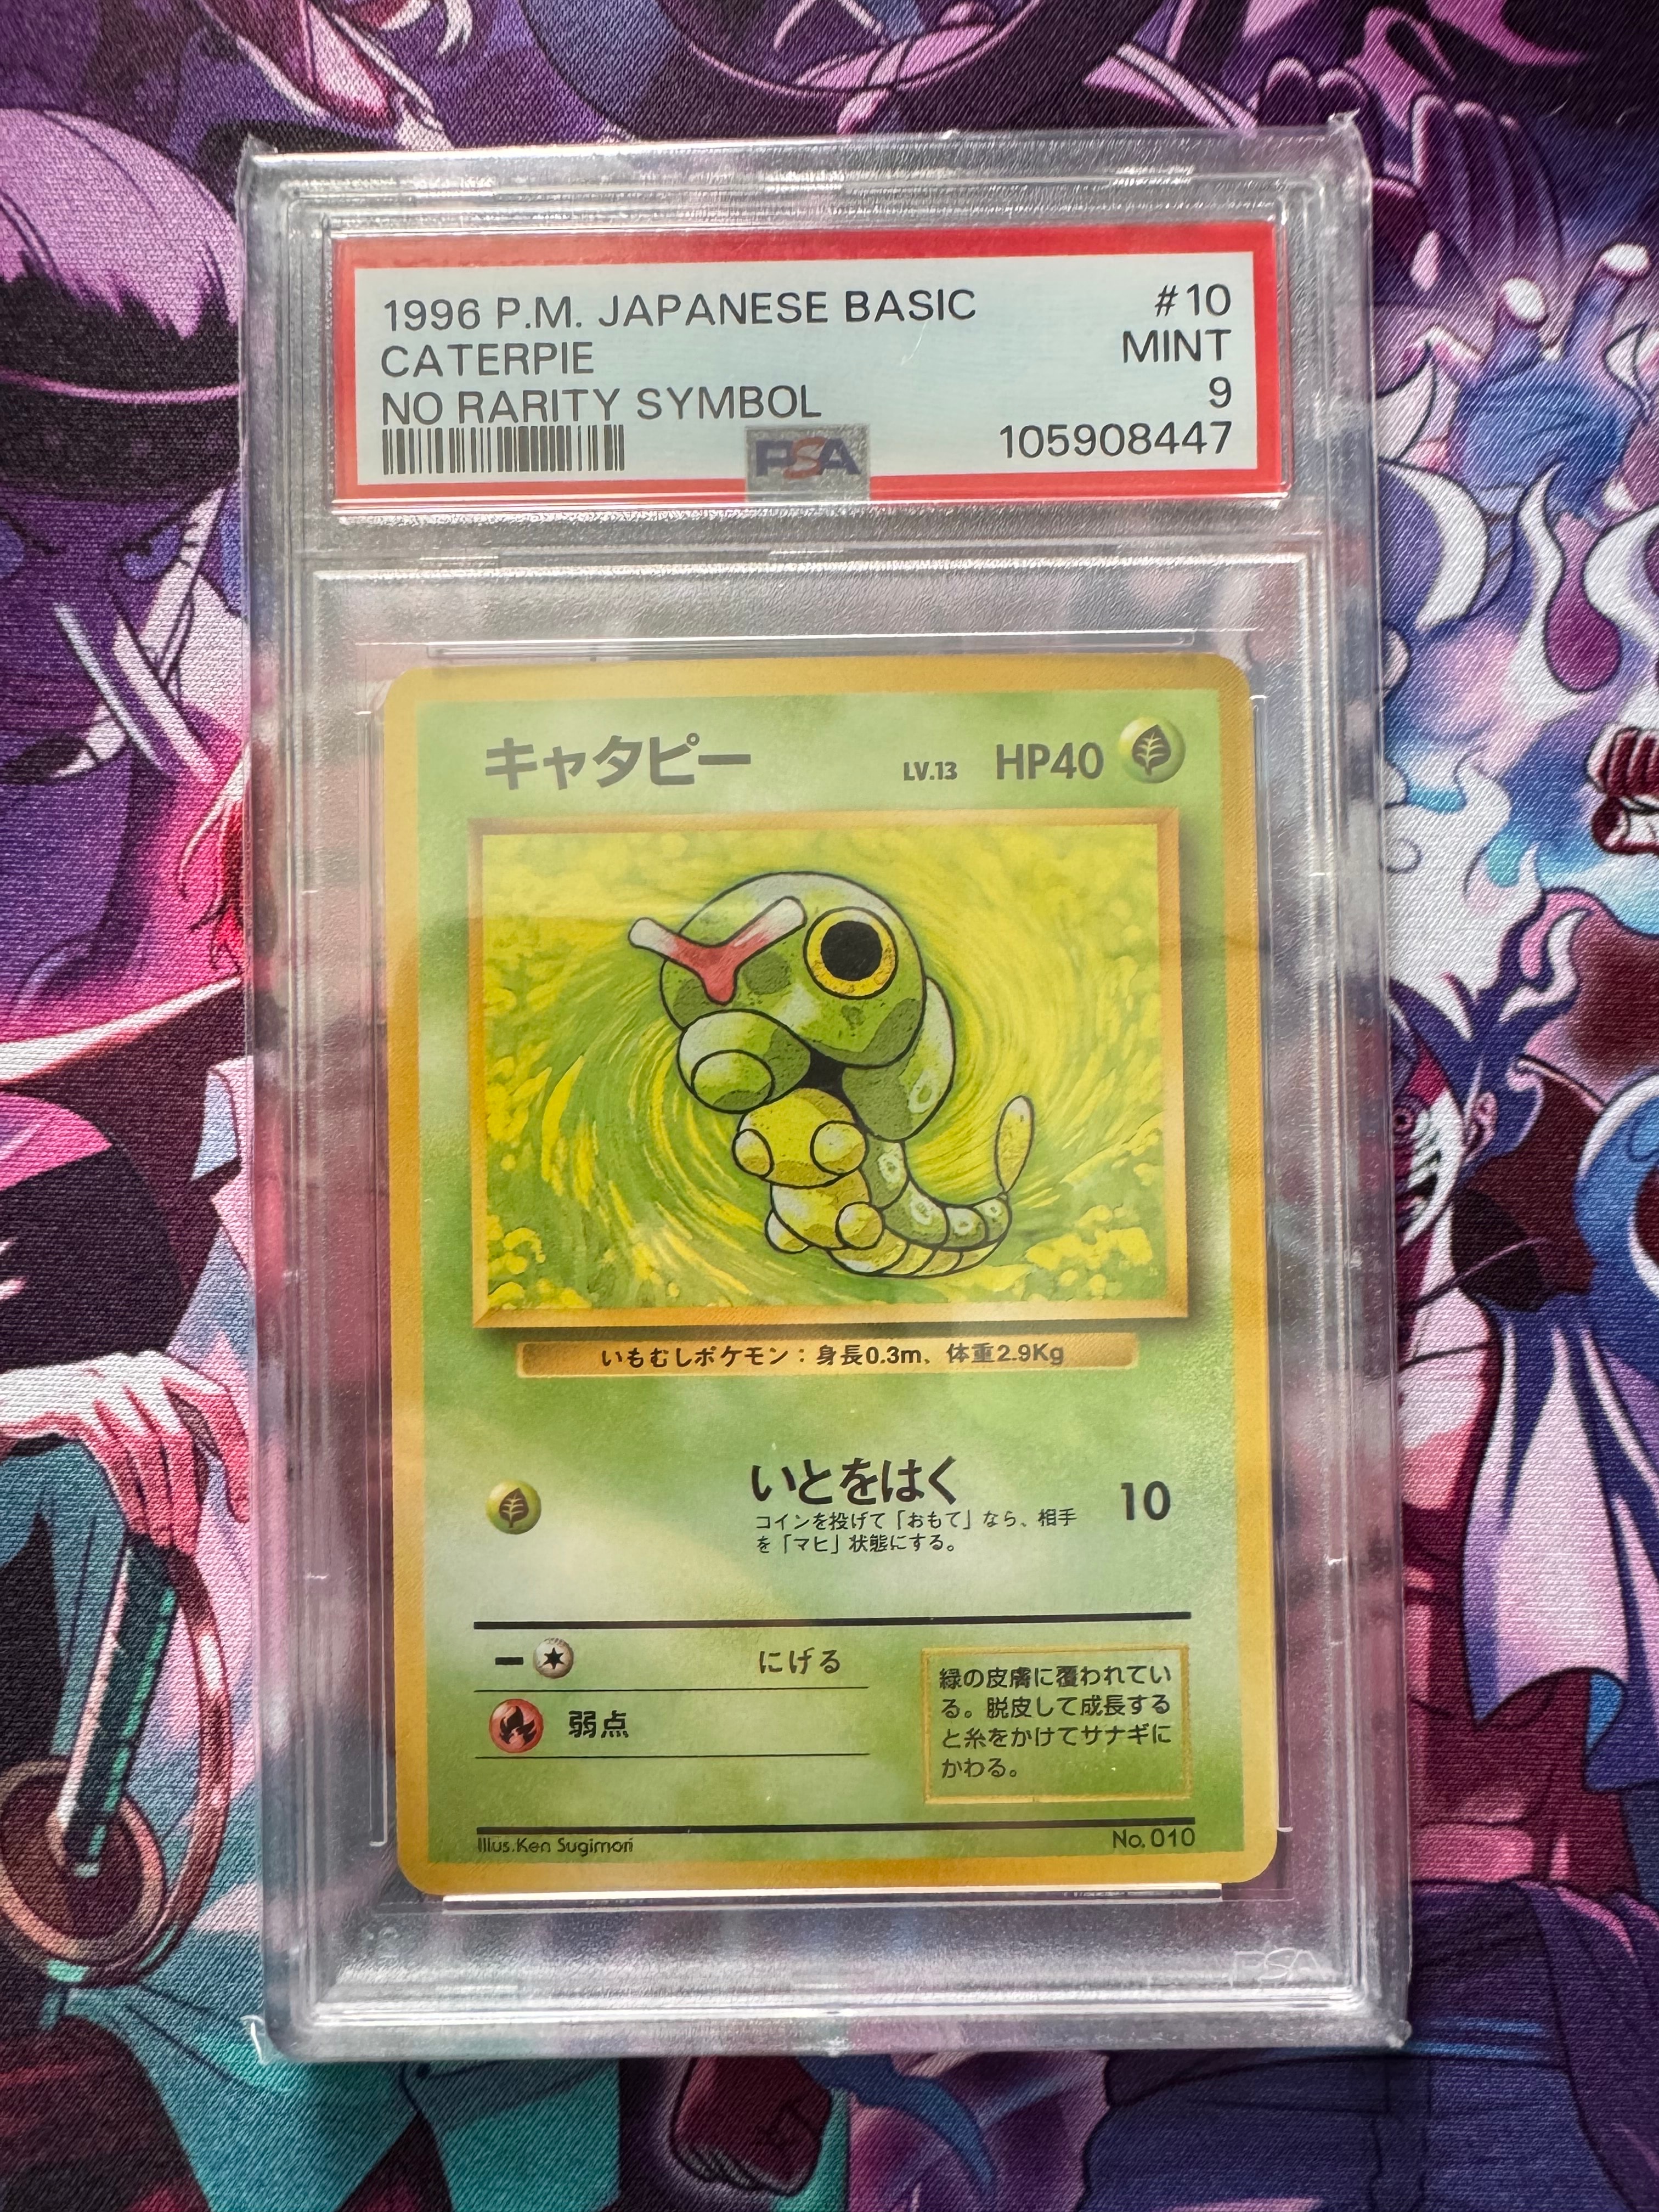 1996 P.M. JAPANESE BASIC #10
CATERPIE MINT
NO RARITY SYMBOL 9
PSA 105908447
キャタピー LV.13 HP40
いもむしポケモン：身長0.3m、体重2.9Kg
いとをはく 10
コインを投げて「おもて」なら、相手
を「マヒ」状態にする。
にげる
弱点
緑の皮膚に覆われてい
る。脱皮して成長する
と糸をかけてサナギに
かわる。
Illus.Ken Sugimori No.010
PSA